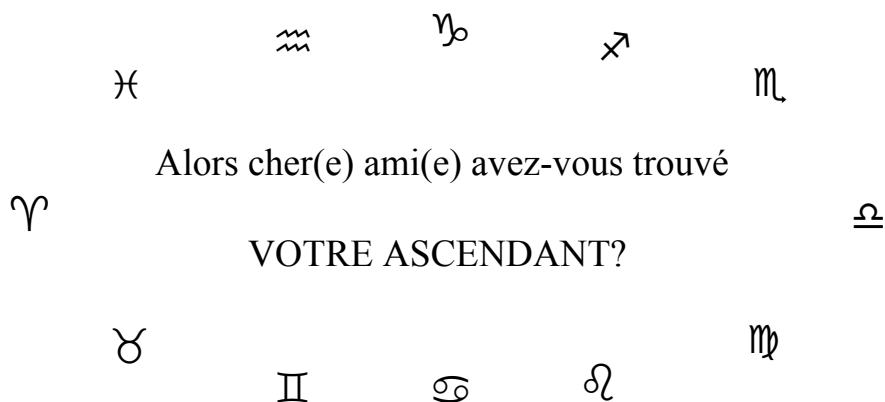 ♒ ♑ ♐
♓ ♏
Alors cher(e) ami(e) avez-vous trouvé
♈ ♎
VOTRE ASCENDANT?
♉ ♍
♊ ♋ ♌